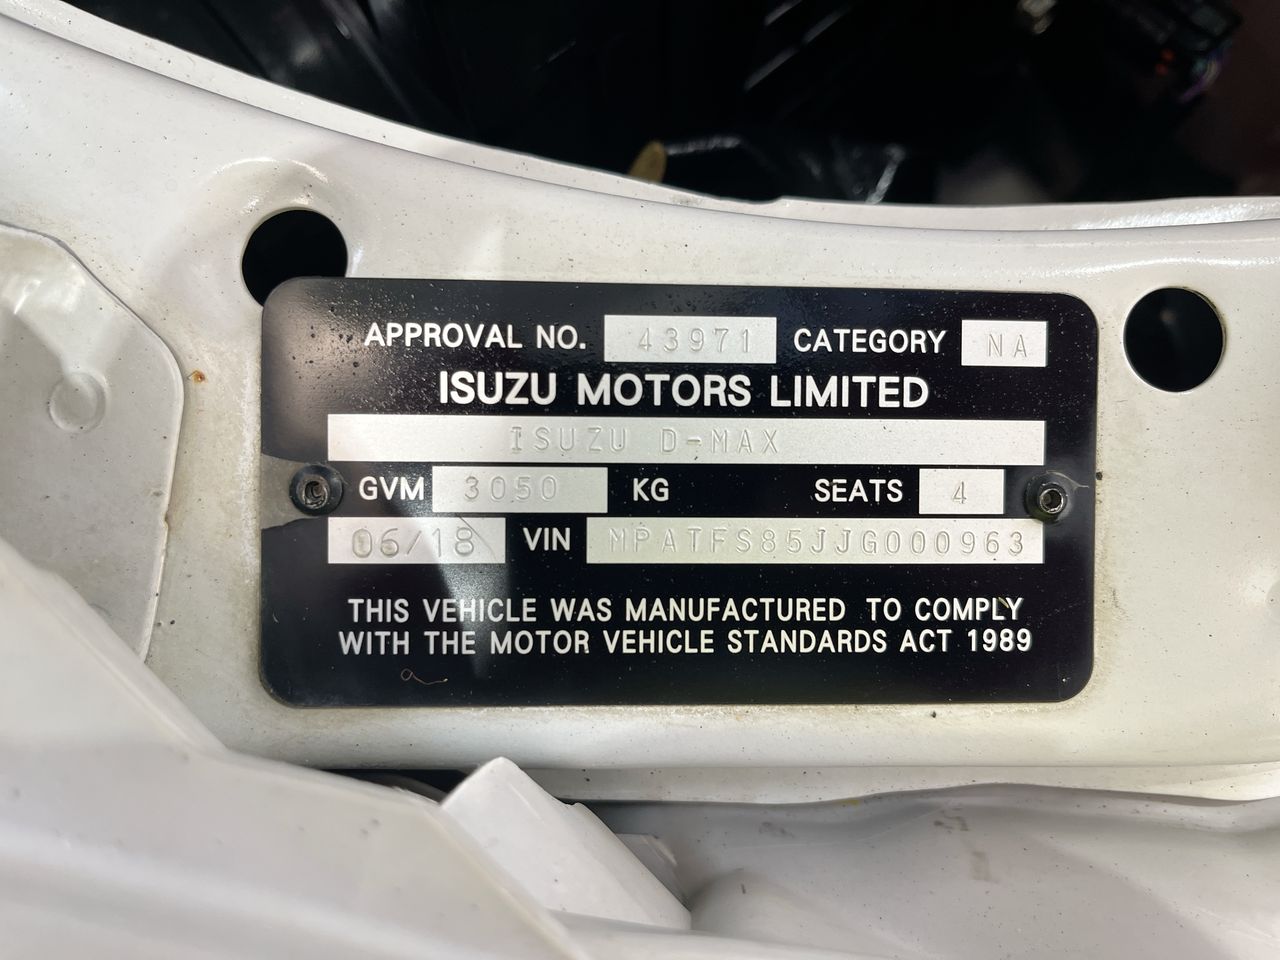 APPROVAL NO. 43971 CATEGORY NA
ISUZU MOTORS LIMITED
ISUZU D-MAX
GVM 3050 KG SEATS 4
06/18 VIN MPATFS85JJG000963
THIS VEHICLE WAS MANUFACTURED TO COMPLY
WITH THE MOTOR VEHICLE STANDARDS ACT 1989